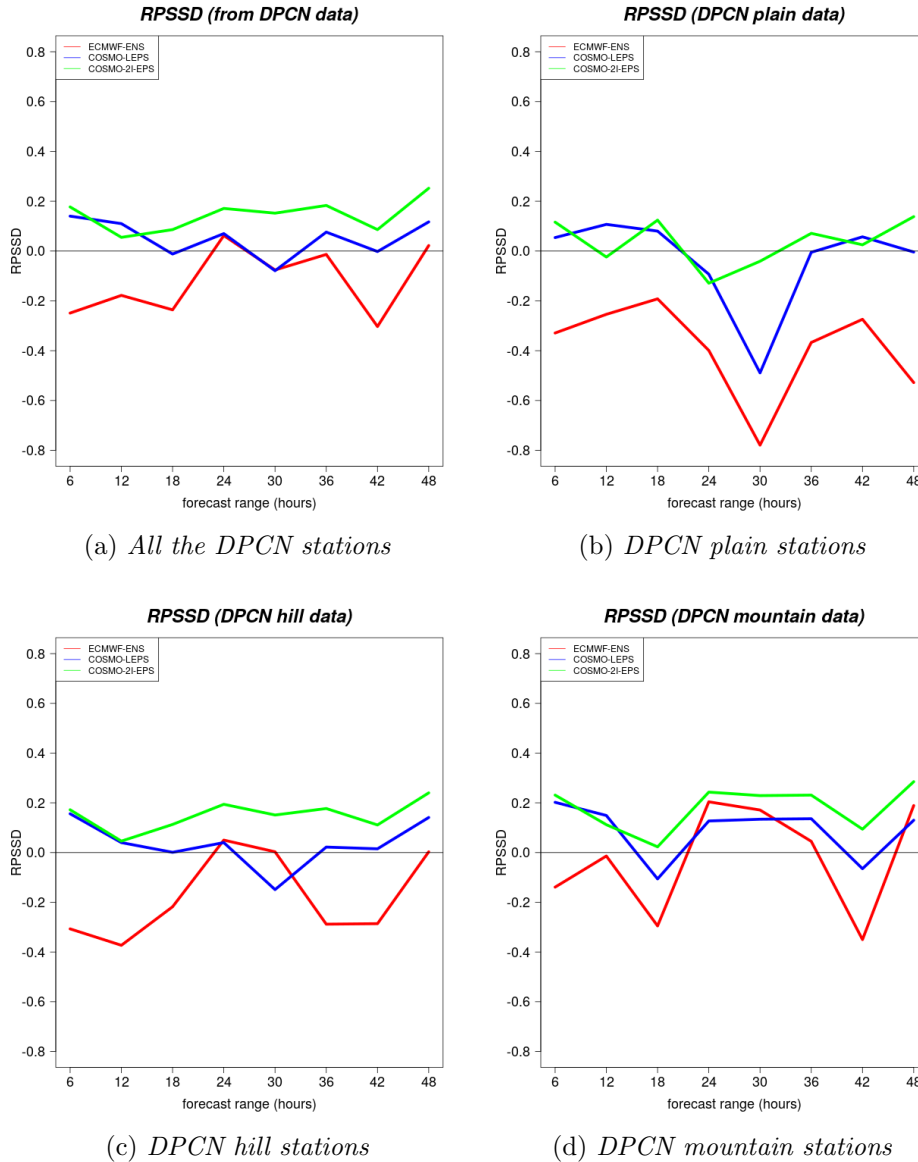 RPSSD (from DPCN data)
RPSSD
ECMWF-ENS
COSMO-LEPS
COSMO-2I-EPS
0.8
0.6
0.4
0.2
0.0
-0.2
-0.4
-0.6
-0.8
6 12 18 24 30 36 42 48
forecast range (hours)
(a) All the DPCN stations
RPSSD (DPCN plain data)
RPSSD
ECMWF-ENS
COSMO-LEPS
COSMO-2I-EPS
0.8
0.6
0.4
0.2
0.0
-0.2
-0.4
-0.6
-0.8
6 12 18 24 30 36 42 48
forecast range (hours)
(b) DPCN plain stations
RPSSD (DPCN hill data)
RPSSD
ECMWF-ENS
COSMO-LEPS
COSMO-2I-EPS
0.8
0.6
0.4
0.2
0.0
-0.2
-0.4
-0.6
-0.8
6 12 18 24 30 36 42 48
forecast range (hours)
(c) DPCN hill stations
RPSSD (DPCN mountain data)
RPSSD
ECMWF-ENS
COSMO-LEPS
COSMO-2I-EPS
0.8
0.6
0.4
0.2
0.0
-0.2
-0.4
-0.6
-0.8
6 12 18 24 30 36 42 48
forecast range (hours)
(d) DPCN mountain stations